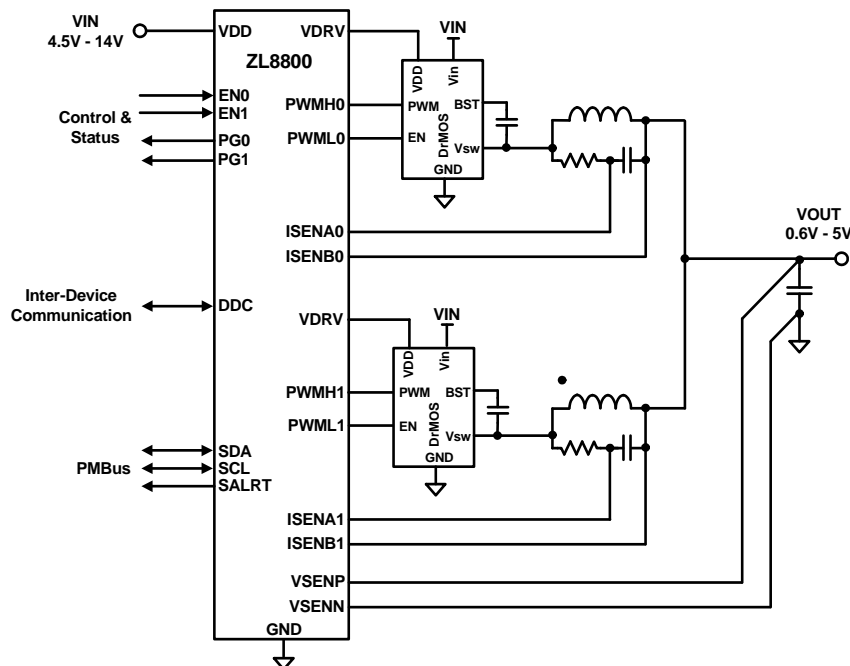 VIN
4.5V - 14V
VDD
VDRV
ZL8800
VIN
VDD
Vin
EN0
EN1
Control &
Status
PG0
PG1
PWMH0
PWML0
PWM
BST
EN
DrMOS
Vsw
GND
ISENA0
ISENB0
VOUT
0.6V - 5V
Inter-Device
Communication
DDC
VDRV
VIN
VDD
Vin
PWMH1
PWML1
PWM
BST
EN
DrMOS
Vsw
GND
PMBus
SDA
SCL
SALRT
ISENA1
ISENB1
VSENP
VSENN
GND